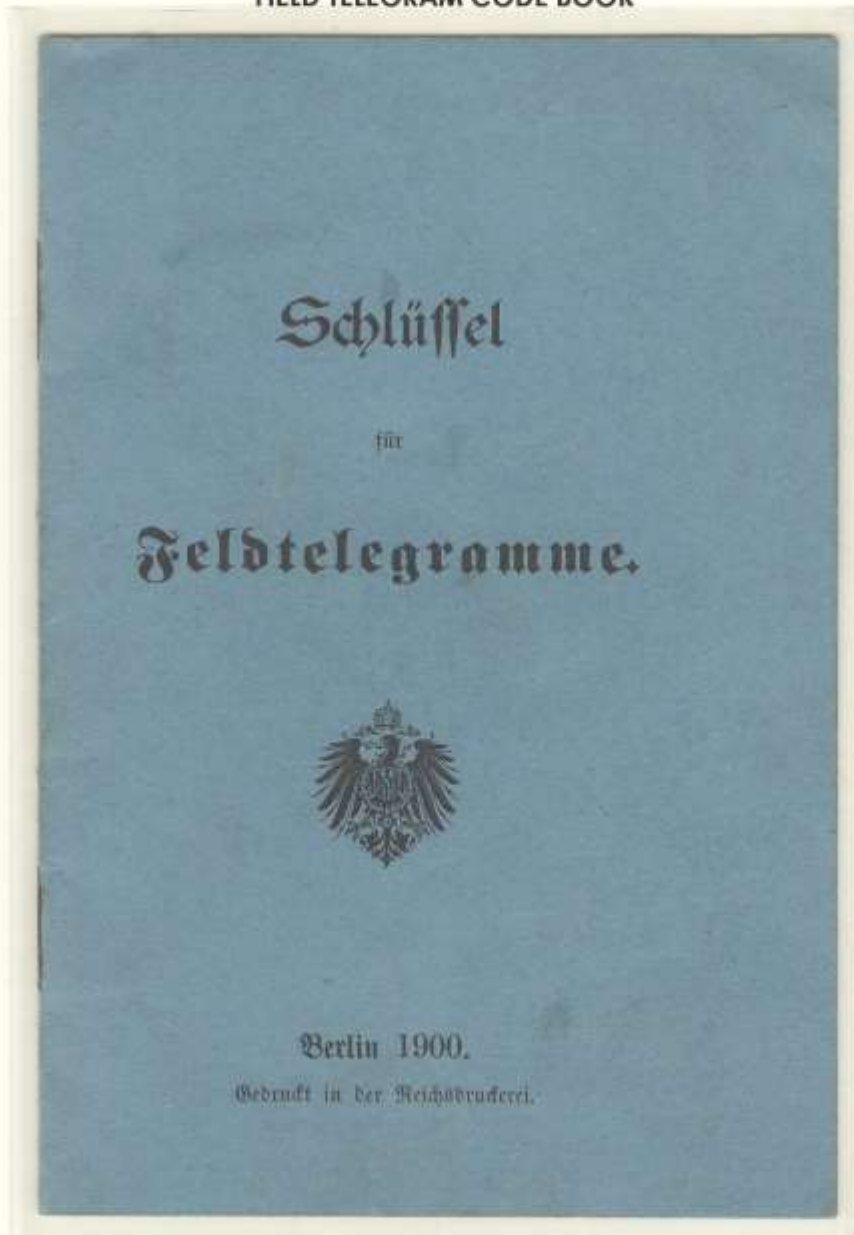 FIELD TELEGRAM CODE BOOK
Schlüssel
für
Feldtelegramme.
Berlin 1900.
Gedruckt in der Reichsdruckerei.